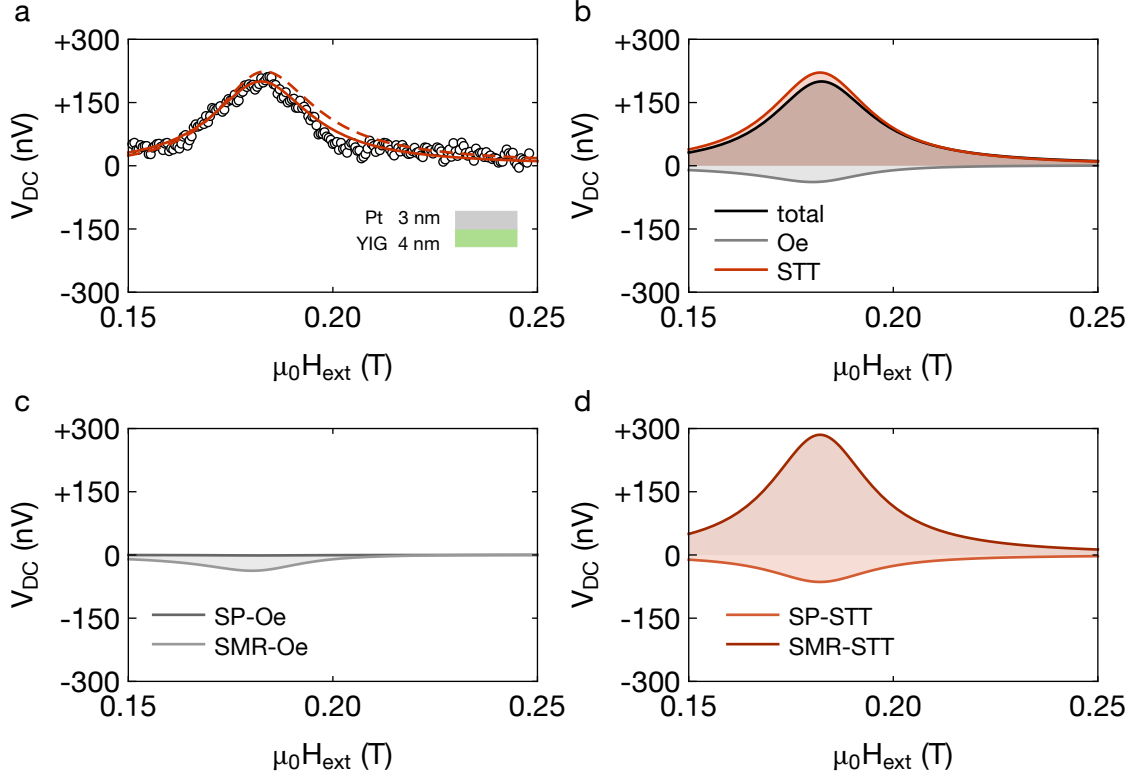 a
+300
+150
0
-150
-300
V_DC (nV)
Pt 3 nm
YIG 4 nm
0.15 0.20 0.25
μ₀H_ext (T)
b
+300
+150
0
-150
-300
V_DC (nV)
total
Oe
STT
0.15 0.20 0.25
μ₀H_ext (T)
c
+300
+150
0
-150
-300
V_DC (nV)
SP-Oe
SMR-Oe
0.15 0.20 0.25
μ₀H_ext (T)
d
+300
+150
0
-150
-300
V_DC (nV)
SP-STT
SMR-STT
0.15 0.20 0.25
μ₀H_ext (T)